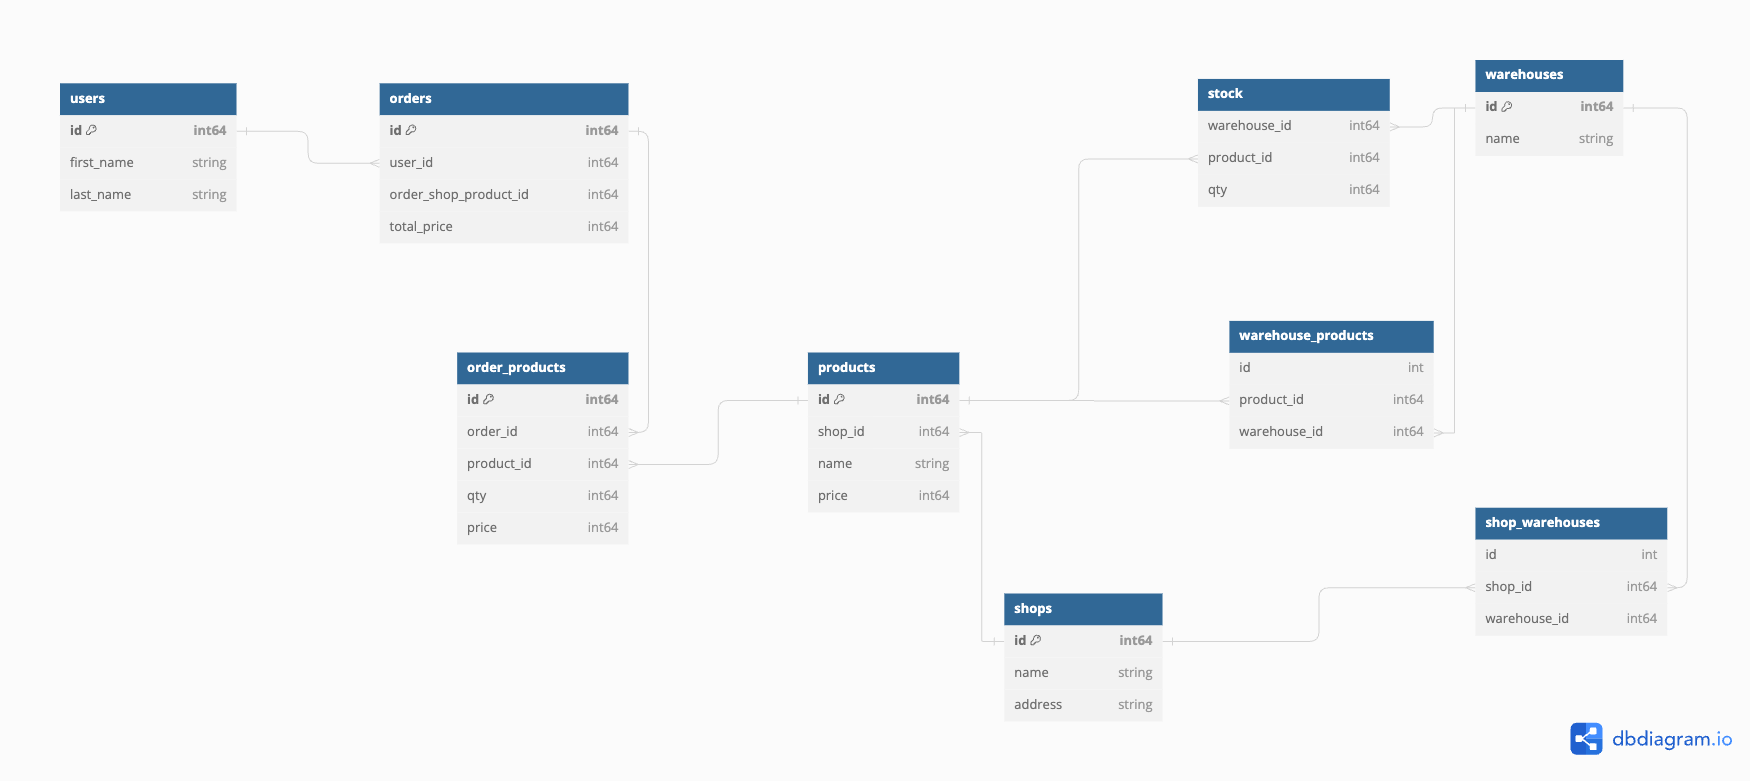 users
id int64
first_name string
last_name string
orders
id int64
user_id int64
order_shop_product_id int64
total_price int64
stock
warehouse_id int64
product_id int64
qty int64
warehouses
id int64
name string
order_products
id int64
order_id int64
product_id int64
qty int64
price int64
products
id int64
shop_id int64
name string
price int64
warehouse_products
id int
product_id int64
warehouse_id int64
shop_warehouses
id int
shop_id int64
warehouse_id int64
shops
id int64
name string
address string
dbdiagram.io